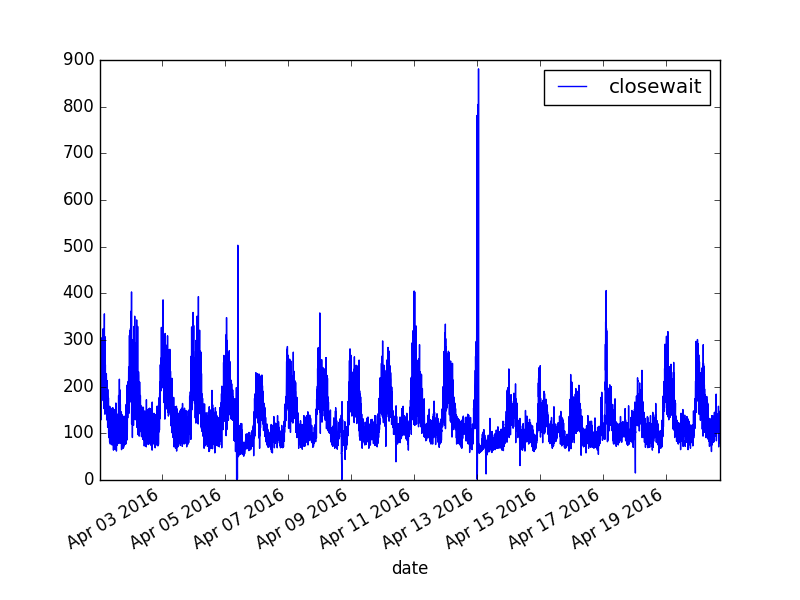 900
800
700
600
500
400
300
200
100
0
closewait
Apr 03 2016
Apr 05 2016
Apr 07 2016
Apr 09 2016
Apr 11 2016
Apr 13 2016
Apr 15 2016
Apr 17 2016
Apr 19 2016
date